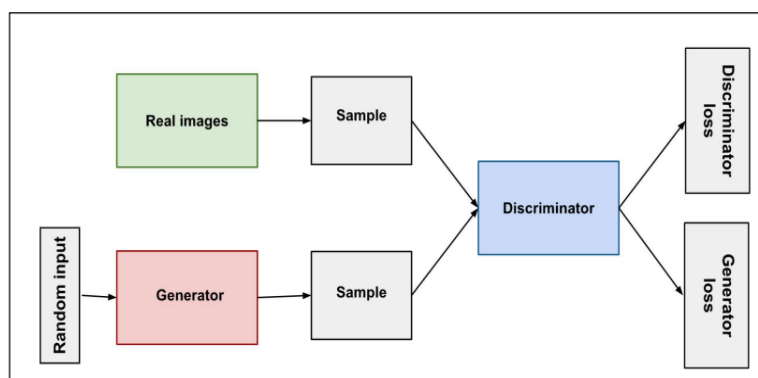 Real images
Sample
Discriminator
loss
Discriminator
Random input
Generator
Sample
Generator
loss